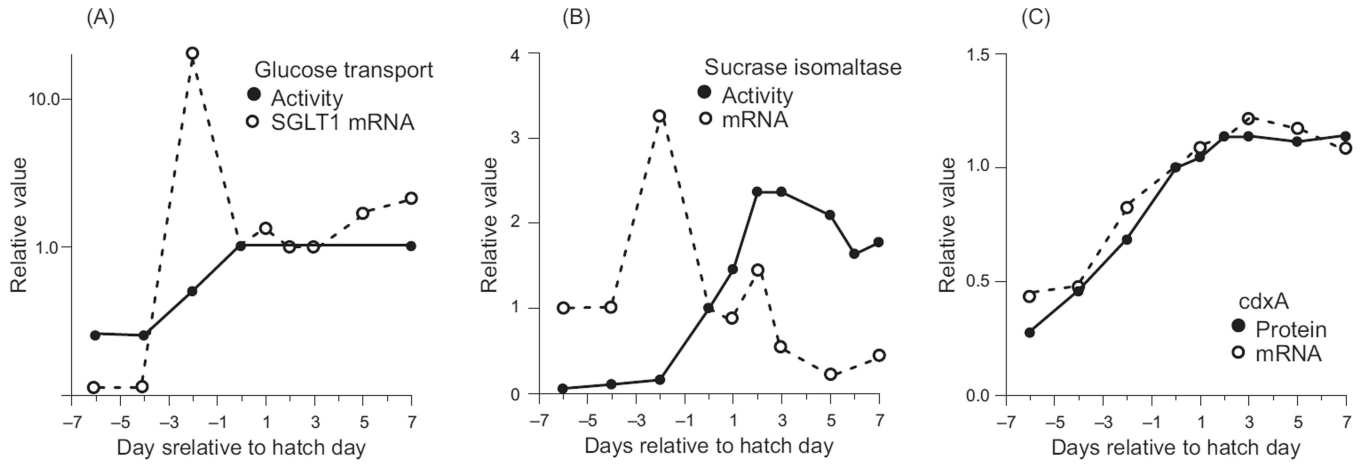 (A)
Relative value
10.0
1.0
Glucose transport
Activity
SGLT1 mRNA
–7 –5 –3 –1 1 3 5 7
Day srelative to hatch day
(B)
Relative value
4
3
2
1
0
Sucrase isomaltase
Activity
mRNA
–7 –5 –3 –1 1 3 5 7
Days relative to hatch day
(C)
Relative value
1.5
1.0
0.5
0.0
cdxA
Protein
mRNA
–7 –5 –3 –1 1 3 5 7
Days relative to hatch day